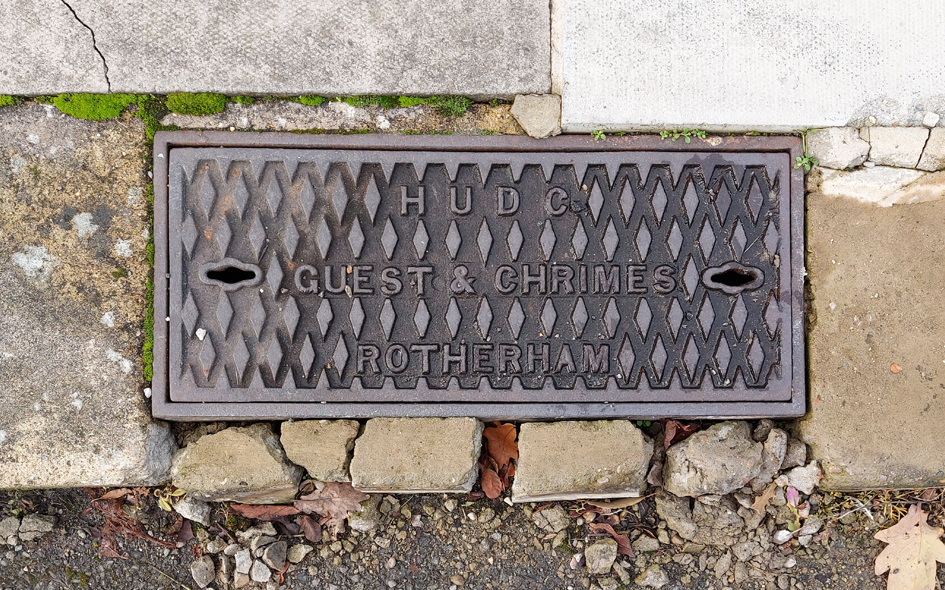 H U D C
GUEST & CHRIMES
ROTHERHAM